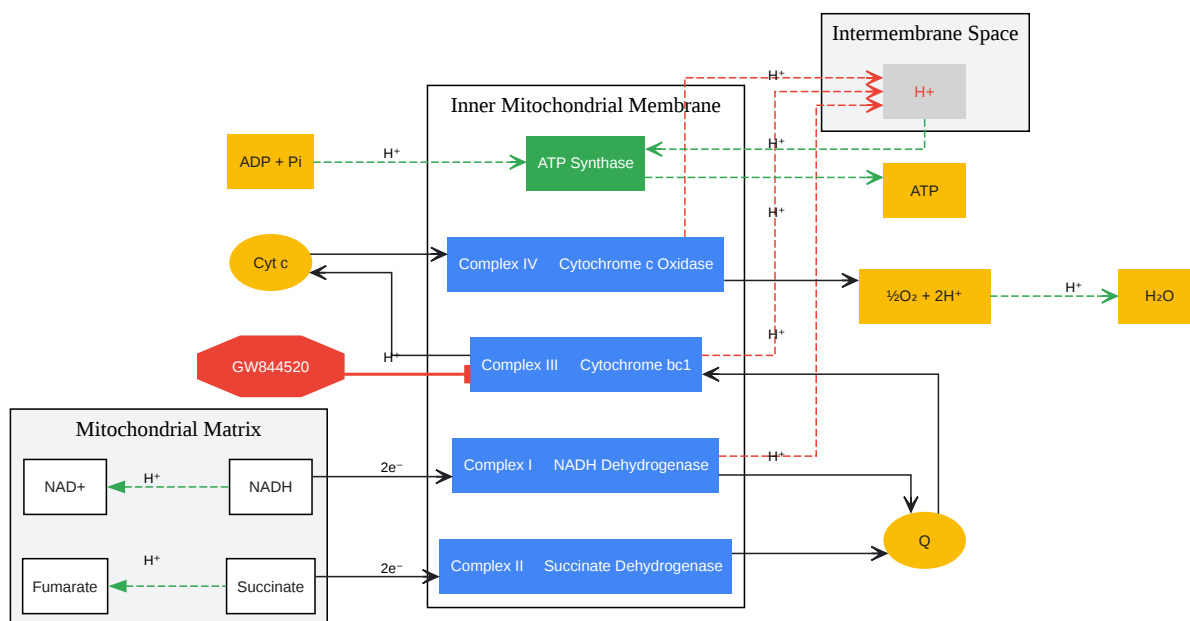 Intermembrane Space
H⁺
H+
Inner Mitochondrial Membrane
H⁺
ADP + Pi
H⁺
ATP Synthase
ATP
H⁺
Cyt c
Complex IV Cytochrome c Oxidase
½O₂ + 2H⁺
H⁺
H₂O
H⁺
H⁺
GW844520
Complex III Cytochrome bc1
Mitochondrial Matrix
H⁺
NAD+
H⁺
NADH
2e⁻
Complex I NADH Dehydrogenase
Q
H⁺
Fumarate
Succinate
2e⁻
Complex II Succinate Dehydrogenase